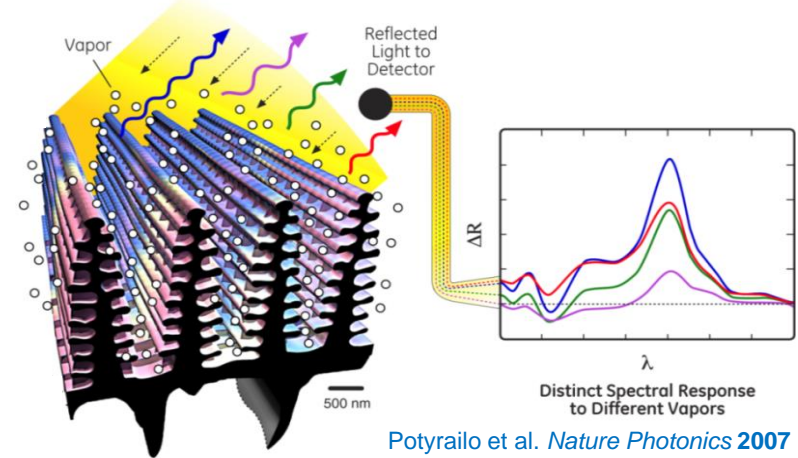 Vapor
Reflected
Light to
Detector
ΔR
λ
500 nm
Distinct Spectral Response
to Different Vapors
Potyrailo et al. Nature Photonics 2007